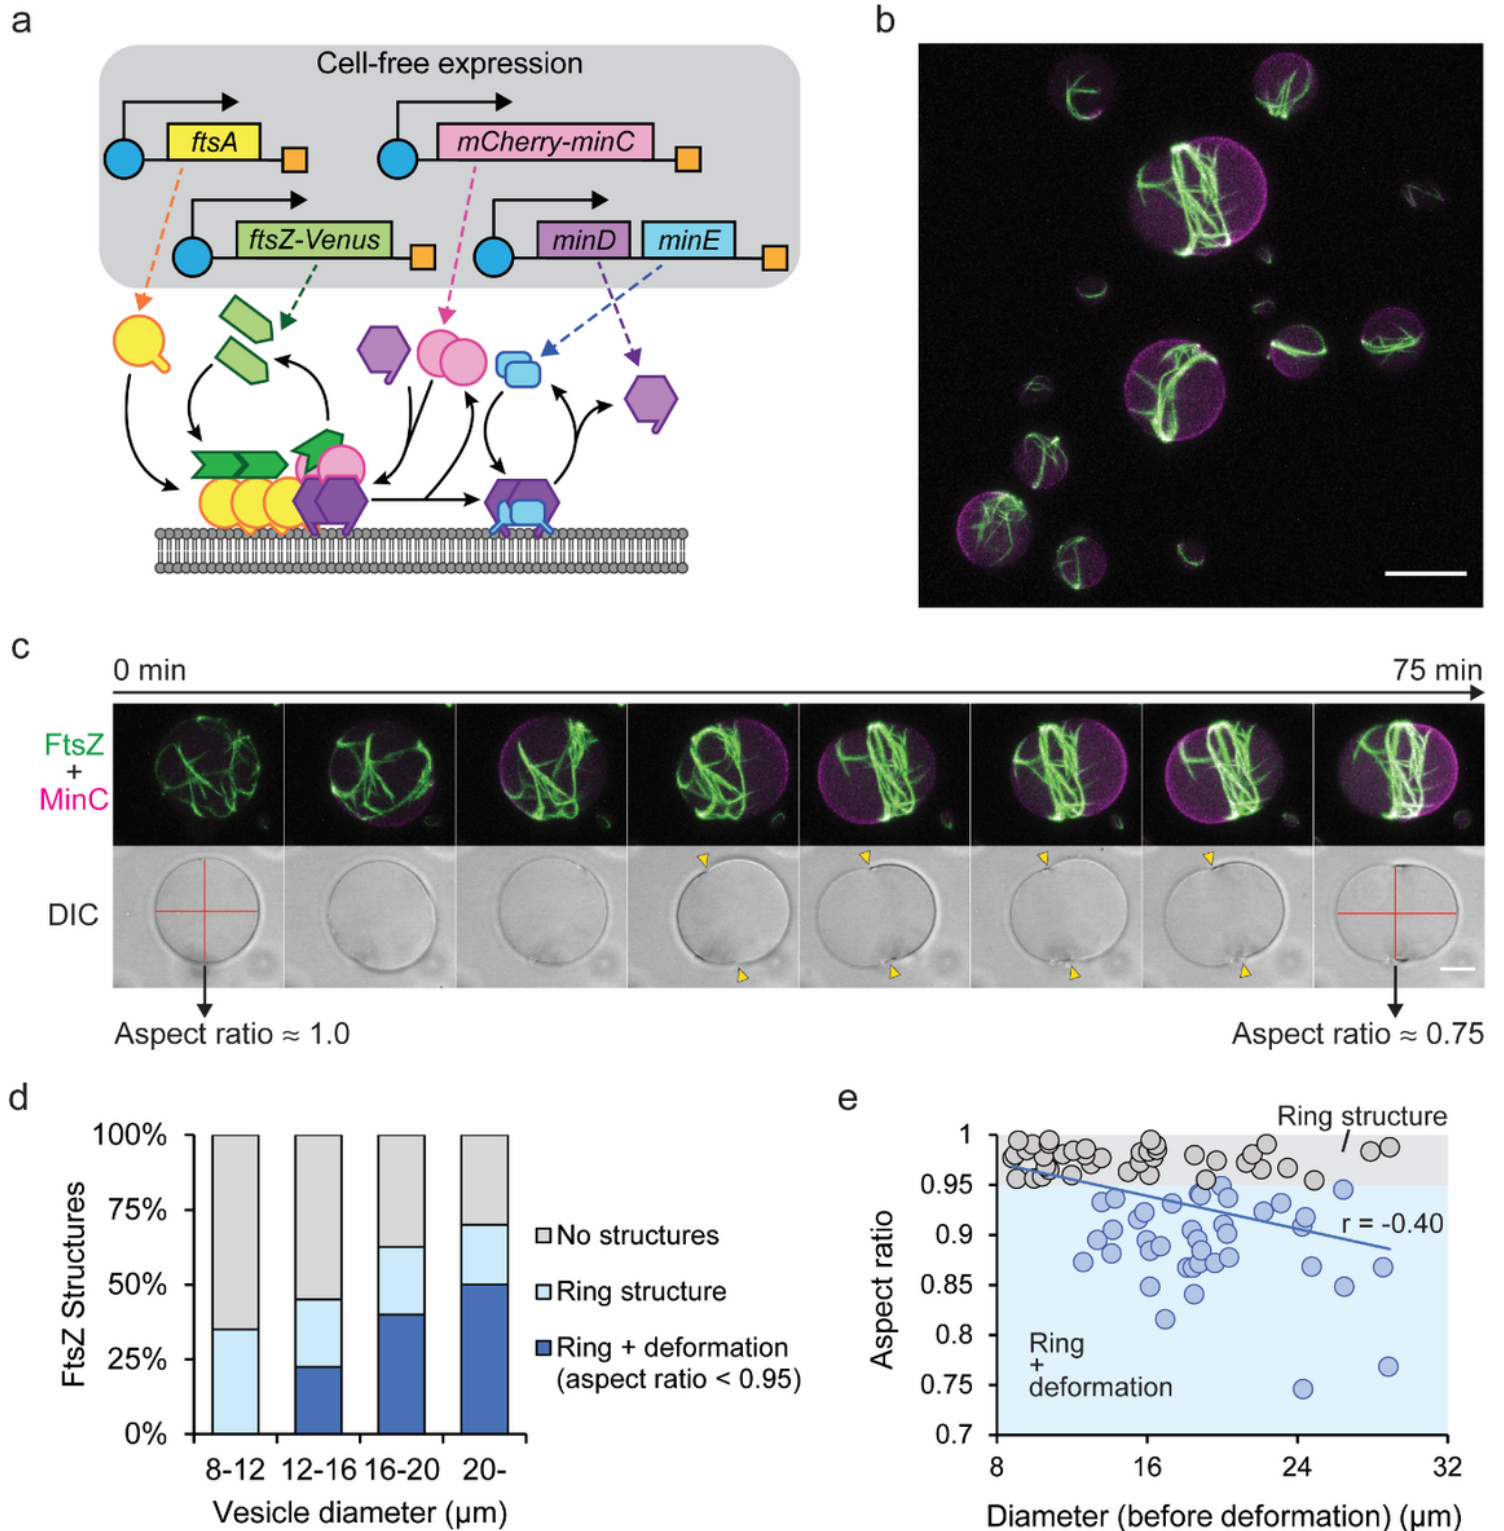 a
Cell-free expression
ftsA
mCherry-minC
ftsZ-Venus
minD
minE
b
c
0 min
75 min
FtsZ
+
MinC
DIC
Aspect ratio ≈ 1.0
Aspect ratio ≈ 0.75
d
FtsZ Structures
100%
75%
50%
25%
0%
8-12
12-16
16-20
20-
Vesicle diameter (μm)
No structures
Ring structure
Ring + deformation
(aspect ratio < 0.95)
e
Aspect ratio
1
0.95
0.9
0.85
0.8
0.75
0.7
Ring structure
r = -0.40
Ring
+
deformation
8
16
24
32
Diameter (before deformation) (μm)